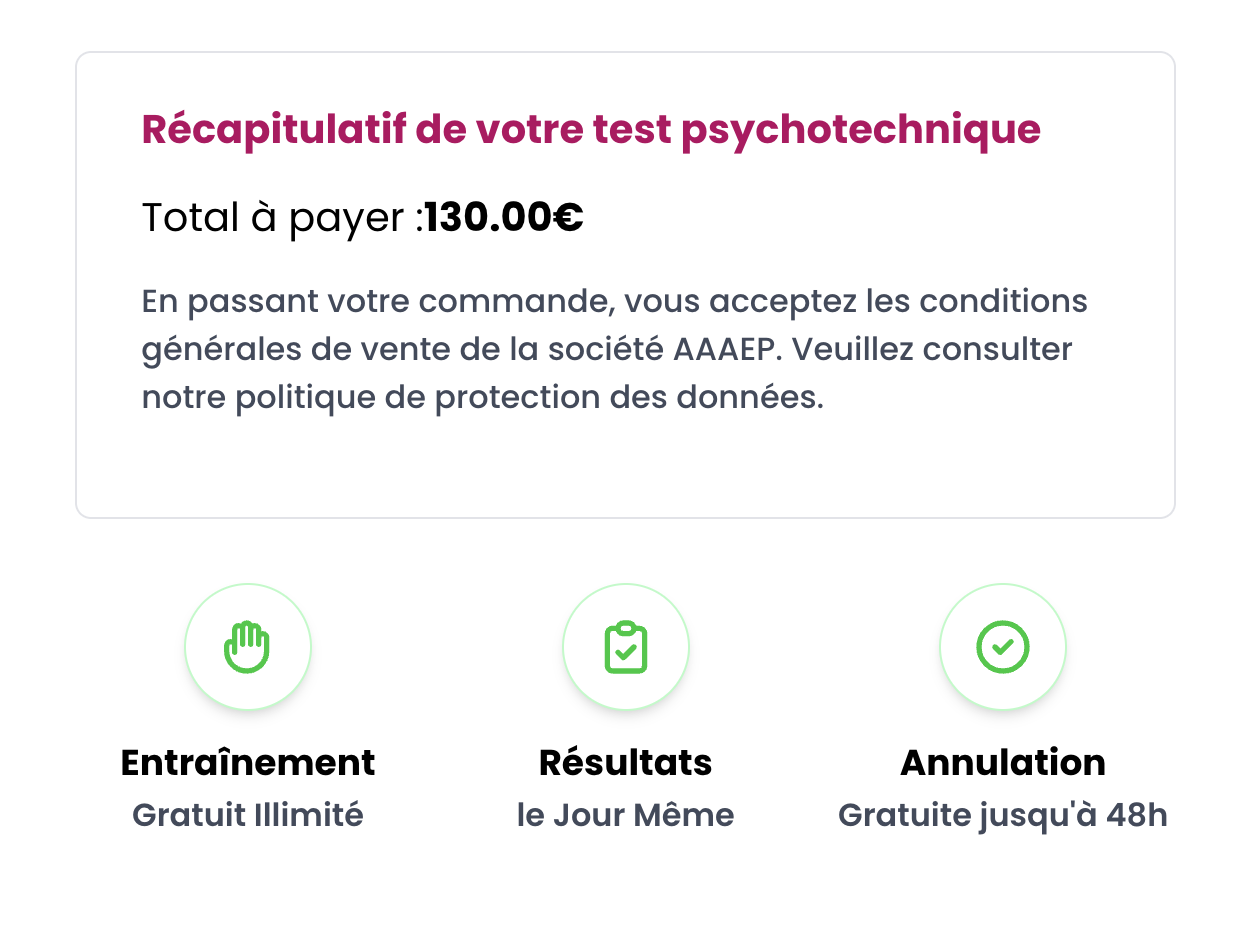 Récapitulatif de votre test psychotechnique
Total à payer :130.00€
En passant votre commande, vous acceptez les conditions
générales de vente de la société AAAEP. Veuillez consulter
notre politique de protection des données.
Entraînement
Gratuit Illimité
Résultats
le Jour Même
Annulation
Gratuite jusqu'à 48h